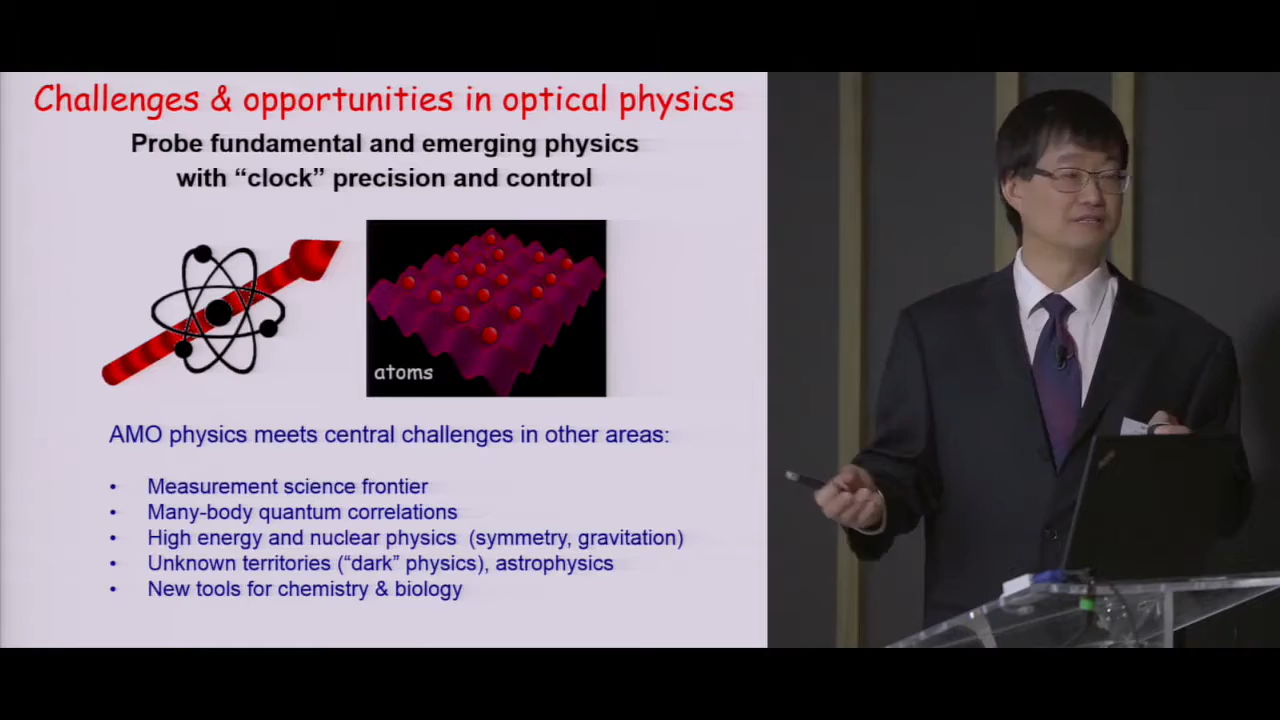 Challenges & opportunities in optical physics
Probe fundamental and emerging physics
with “clock” precision and control
atoms
AMO physics meets central challenges in other areas:
• Measurement science frontier
• Many-body quantum correlations
• High energy and nuclear physics (symmetry, gravitation)
• Unknown territories (“dark” physics), astrophysics
• New tools for chemistry & biology